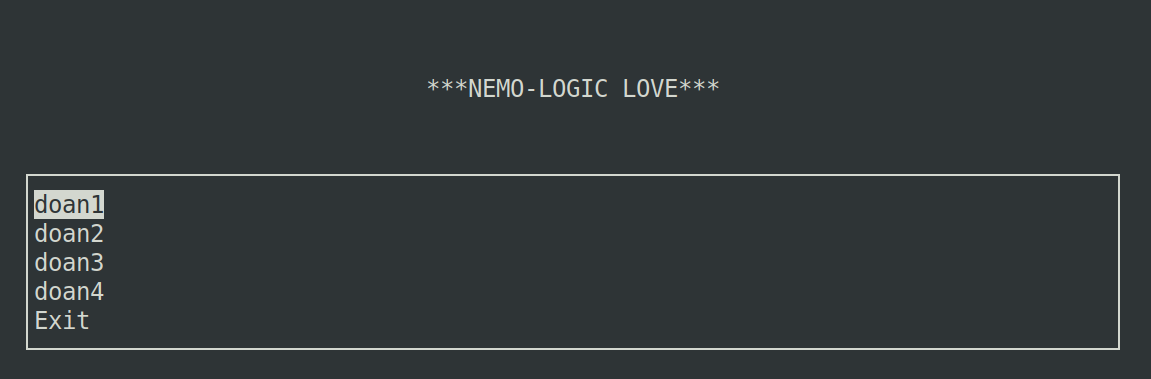 ***NEMO-LOGIC LOVE***
doan1
doan2
doan3
doan4
Exit